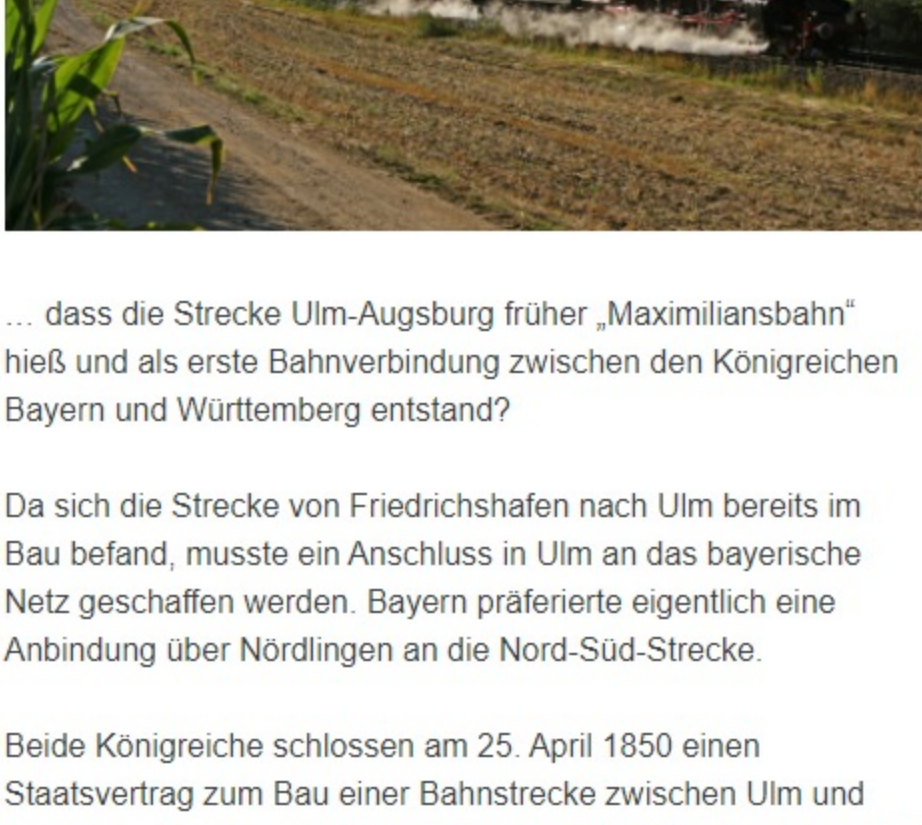 … dass die Strecke Ulm-Augsburg früher „Maximiliansbahn“
hieß und als erste Bahnverbindung zwischen den Königreichen
Bayern und Württemberg entstand?
Da sich die Strecke von Friedrichshafen nach Ulm bereits im
Bau befand, musste ein Anschluss in Ulm an das bayerische
Netz geschaffen werden. Bayern präferierte eigentlich eine
Anbindung über Nördlingen an die Nord-Süd-Strecke.
Beide Königreiche schlossen am 25. April 1850 einen
Staatsvertrag zum Bau einer Bahnstrecke zwischen Ulm und